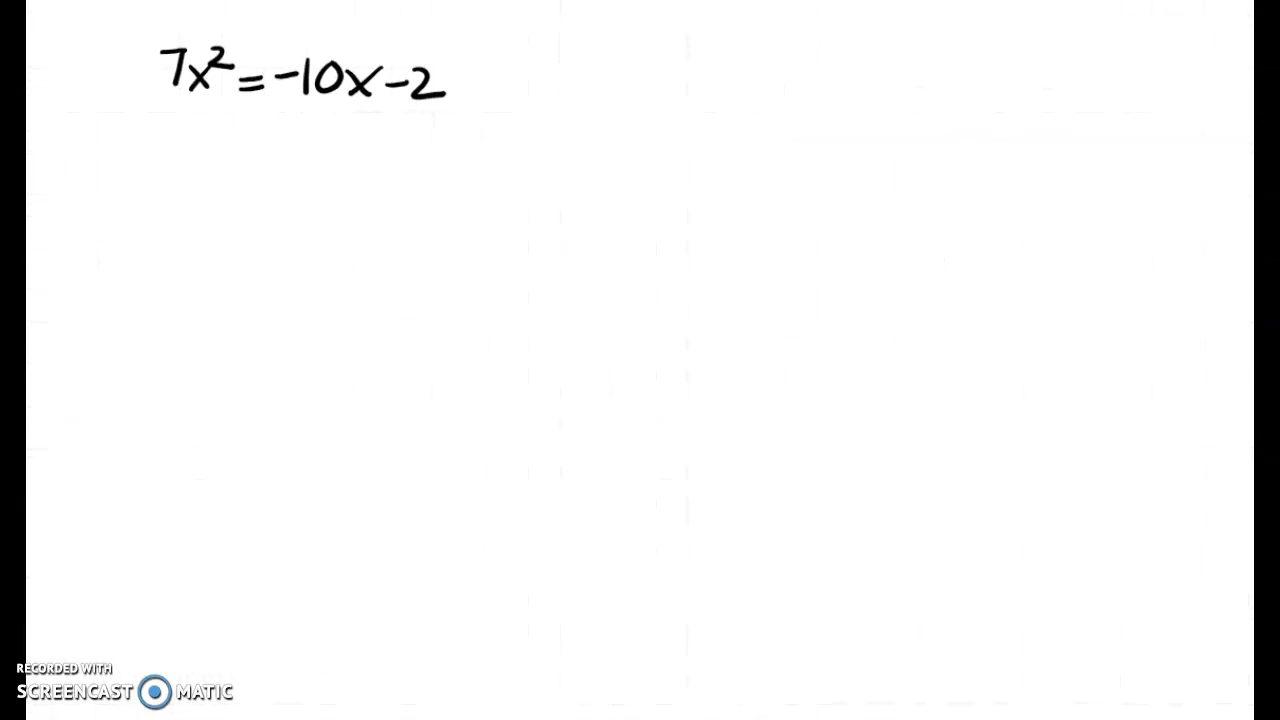 7x² = -10x - 2
RECORDED WITH
SCREENCAST MATIC